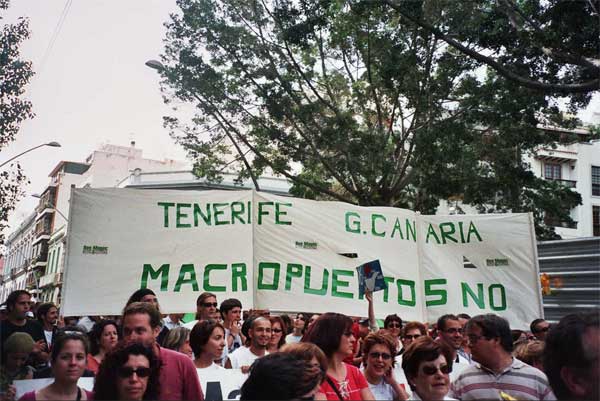 TENERIFE G. CANARIA
MACROPUERTOS NO